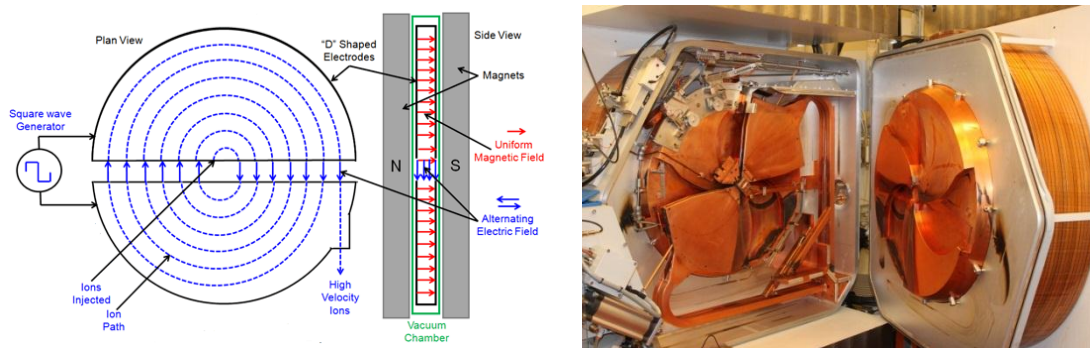 Plan View
"D" Shaped
Electrodes
Side View
Magnets
Square wave
Generator
Uniform
Magnetic Field
N
S
Alternating
Electric Field
Ions
Injected
Ion
Path
High
Velocity
Ions
Vacuum
Chamber